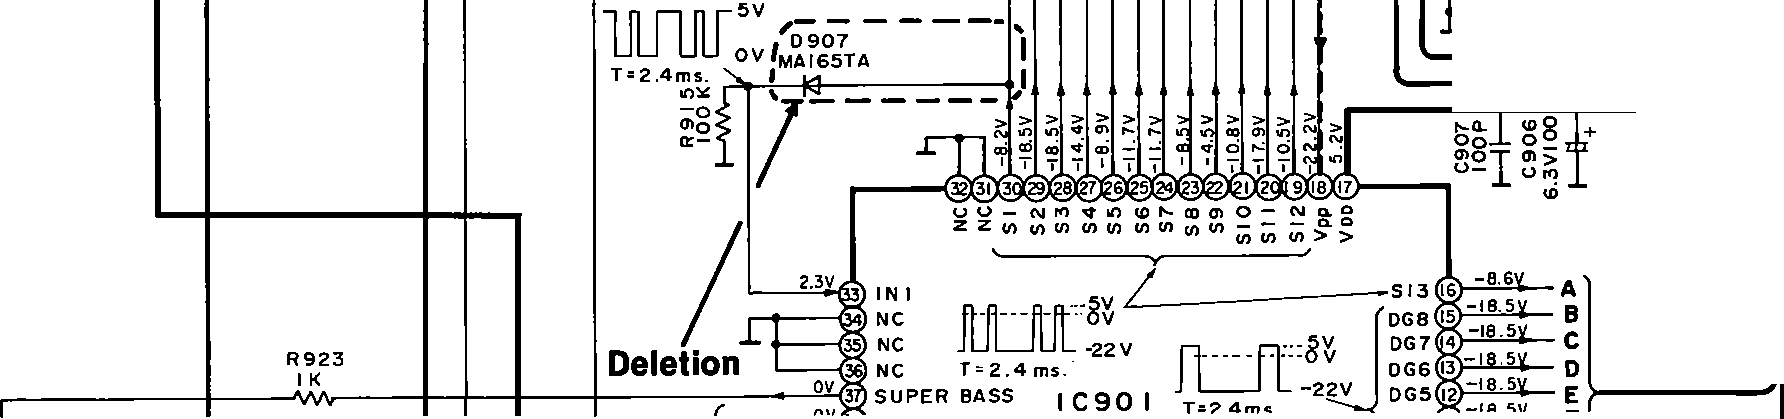 5V
0V
T=2.4ms.
D907
MA165TA
R915
100K
-8.2V
-18.5V
-18.5V
-14.4V
-8.9V
-11.7V
-11.7V
-8.5V
-4.5V
-10.8V
-17.9V
-10.5V
-22.2V
5.2V
C907
100P
C906
6.3V100
+
32 31 30 29 28 27 26 25 24 23 22 21 20 19 18 17
NC
NC
S1
S2
S3
S4
S5
S6
S7
S8
S9
S10
S11
S12
VPP
VDD
2.3V 33 IN1
34 NC
35 NC
36 NC
0V 37 SUPER BASS
0V
Deletion
R923
1K
5V
0V
-22V
T=2.4 ms.
IC901
5V
0V
-22V
T=2.4ms
S13 16 -8.6V A
DG8 15 -18.5V B
DG7 14 -18.5V C
DG6 13 -18.5V D
DG5 12 -18.5V E